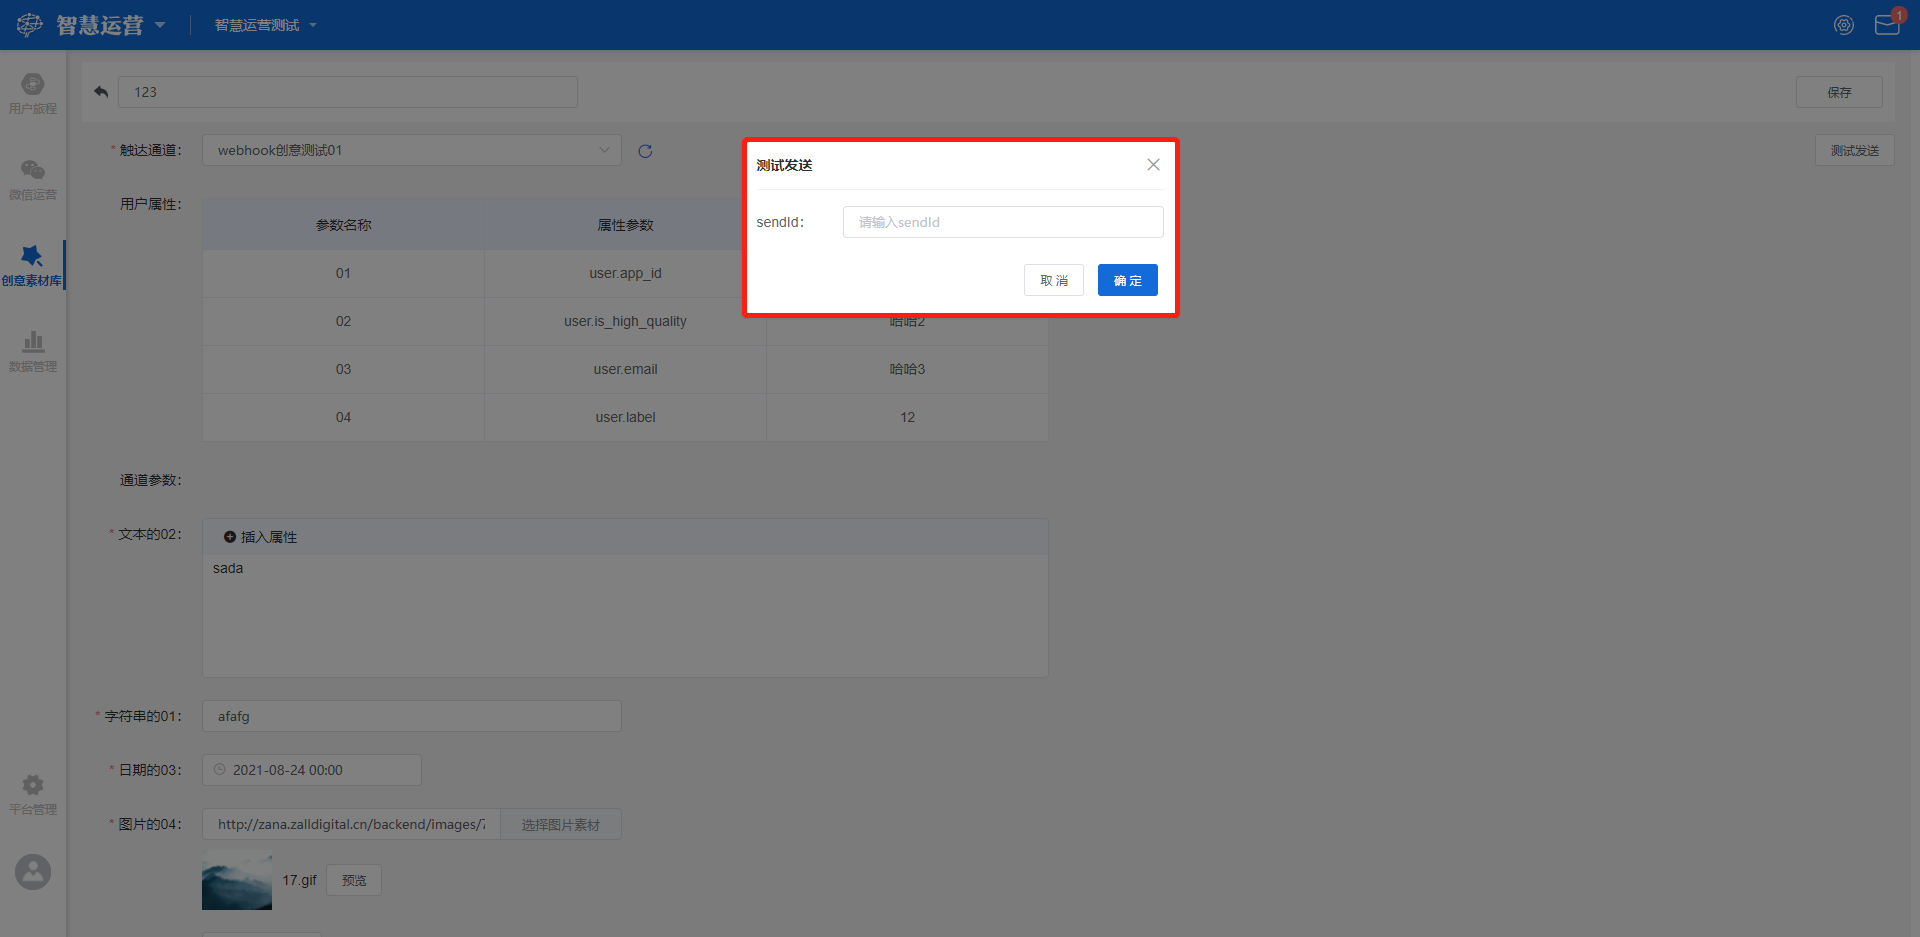 智慧运营
智慧运营测试
1
用户旅程
微信运营
创意素材库
数据管理
平台管理
123
保存
* 触达通道：
webhook创意测试01
测试发送
用户属性：
参数名称
属性参数
01
user.app_id
02
user.is_high_quality
哈哈2
03
user.email
哈哈3
04
user.label
12
测试发送
sendId：
请输入sendId
取消
确定
通道参数：
* 文本的02：
插入属性
sada
* 字符串的01：
afafg
* 日期的03：
2021-08-24 00:00
* 图片的04：
http://zana.zalldigital.cn/backend/images/7
选择图片素材
17.gif
预览